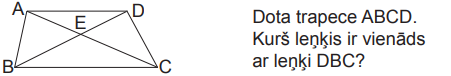 A
D
E
B
C
Dota trapece ABCD.
Kurš leņķis ir vienāds
ar leņķi DBC?